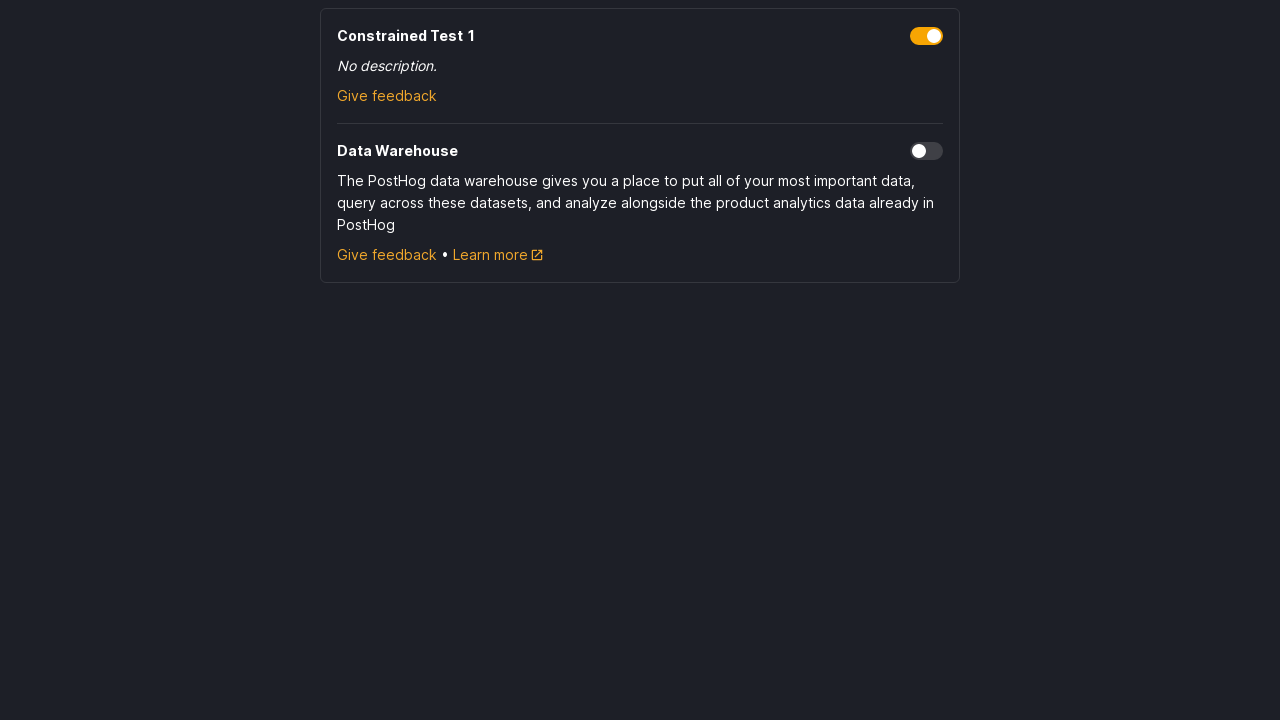 Constrained Test 1
No description.
Give feedback
Data Warehouse
The PostHog data warehouse gives you a place to put all of your most important data,
query across these datasets, and analyze alongside the product analytics data already in
PostHog
Give feedback • Learn more